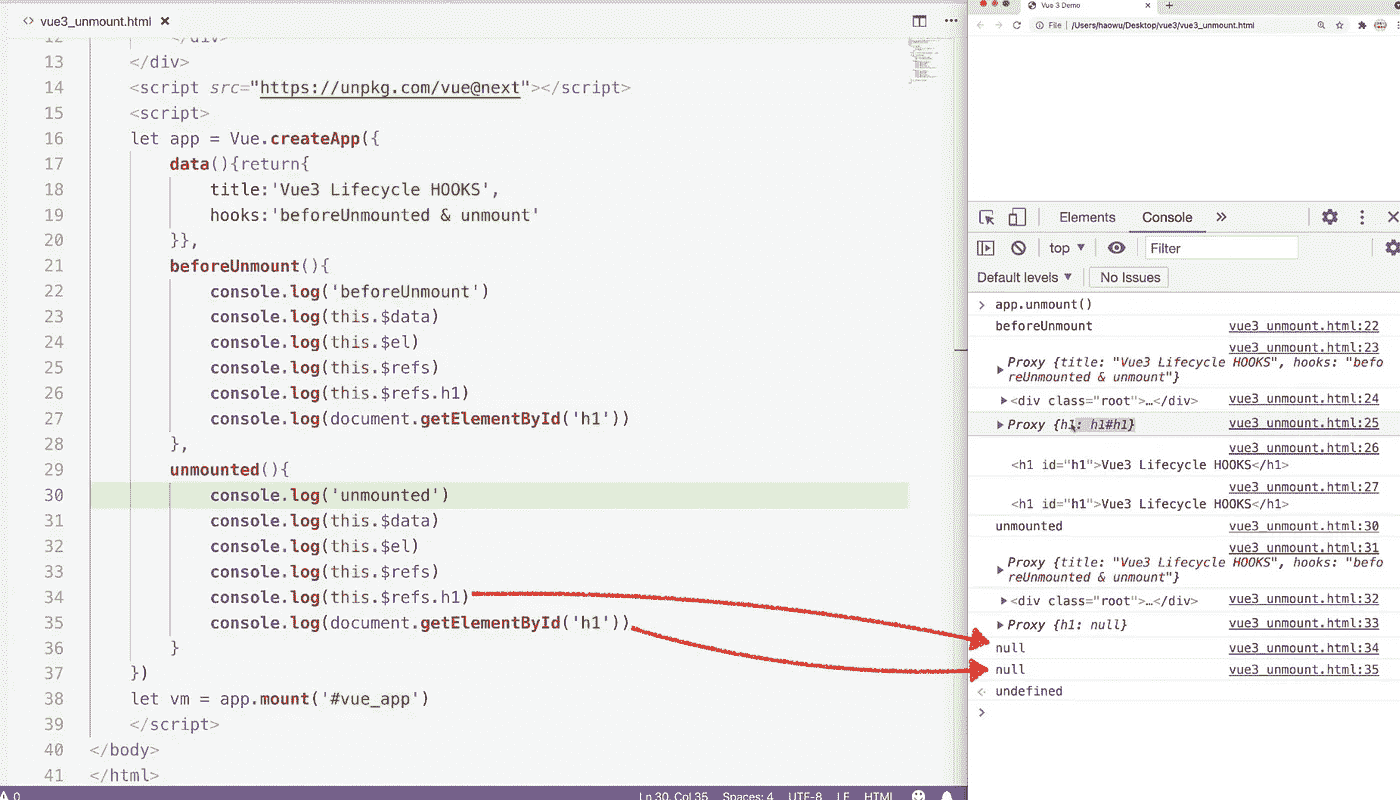 vue3_unmount.html
12 </div>
13 </div>
14 <script src="https://unpkg.com/vue@next"></script>
15 <script>
16 let app = Vue.createApp({
17 data(){return{
18 title:'Vue3 Lifecycle HOOKS',
19 hooks:'beforeUnmounted & unmount'
20 }},
21 beforeUnmount(){
22 console.log('beforeUnmount')
23 console.log(this.$data)
24 console.log(this.$el)
25 console.log(this.$refs)
26 console.log(this.$refs.h1)
27 console.log(document.getElementById('h1'))
28 },
29 unmounted(){
30 console.log('unmounted')
31 console.log(this.$data)
32 console.log(this.$el)
33 console.log(this.$refs)
34 console.log(this.$refs.h1)
35 console.log(document.getElementById('h1'))
36 }
37 })
38 let vm = app.mount('#vue_app')
39 </script>
40 </body>
41 </html>
0 Ln 30, Col 35 Spaces: 4 UTF-8 LF HTML
Vue 3 Demo
File | /Users/haowu/Desktop/vue3/vue3_unmount.html
Elements Console »
top Filter
Default levels No Issues
> app.unmount()
beforeUnmount vue3_unmount.html:22
vue3_unmount.html:23
Proxy {title: "Vue3 Lifecycle HOOKS", hooks: "befo
reUnmounted & unmount"}
<div class="root">…</div> vue3_unmount.html:24
Proxy {h1: h1#h1} vue3_unmount.html:25
vue3_unmount.html:26
<h1 id="h1">Vue3 Lifecycle HOOKS</h1>
vue3_unmount.html:27
<h1 id="h1">Vue3 Lifecycle HOOKS</h1>
unmounted vue3_unmount.html:30
vue3_unmount.html:31
Proxy {title: "Vue3 Lifecycle HOOKS", hooks: "befo
reUnmounted & unmount"}
<div class="root">…</div> vue3_unmount.html:32
Proxy {h1: null} vue3_unmount.html:33
null vue3_unmount.html:34
null vue3_unmount.html:35
undefined
>